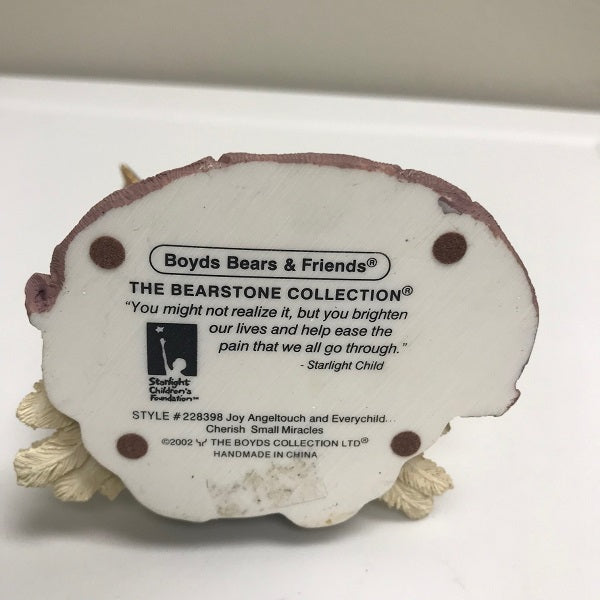 Boyds Bears & Friends®
THE BEARSTONE COLLECTION®
"You might not realize it, but you brighten
our lives and help ease the
pain that we all go through."
- Starlight Child
Starlight
Children's
Foundation™
STYLE #228398 Joy Angeltouch and Everychild...
Cherish Small Miracles
©2002 THE BOYDS COLLECTION LTD®
HANDMADE IN CHINA